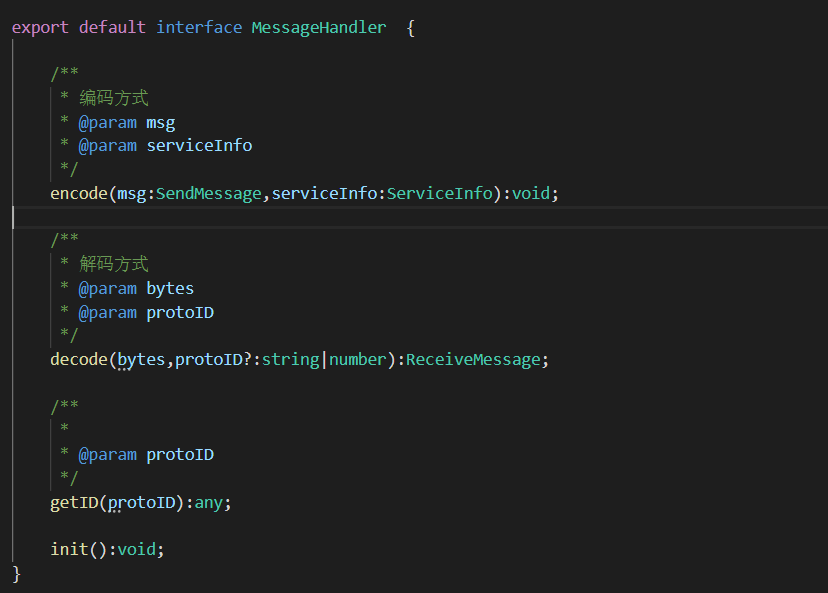 export default interface MessageHandler  {
/**
* 编码方式
* @param msg
* @param serviceInfo
*/
encode(msg:SendMessage,serviceInfo:ServiceInfo):void;
/**
* 解码方式
* @param bytes
* @param protoID
*/
decode(bytes,protoID?:string|number):ReceiveMessage;
/**
*
* @param protoID
*/
getID(protoID):any;
init():void;
}